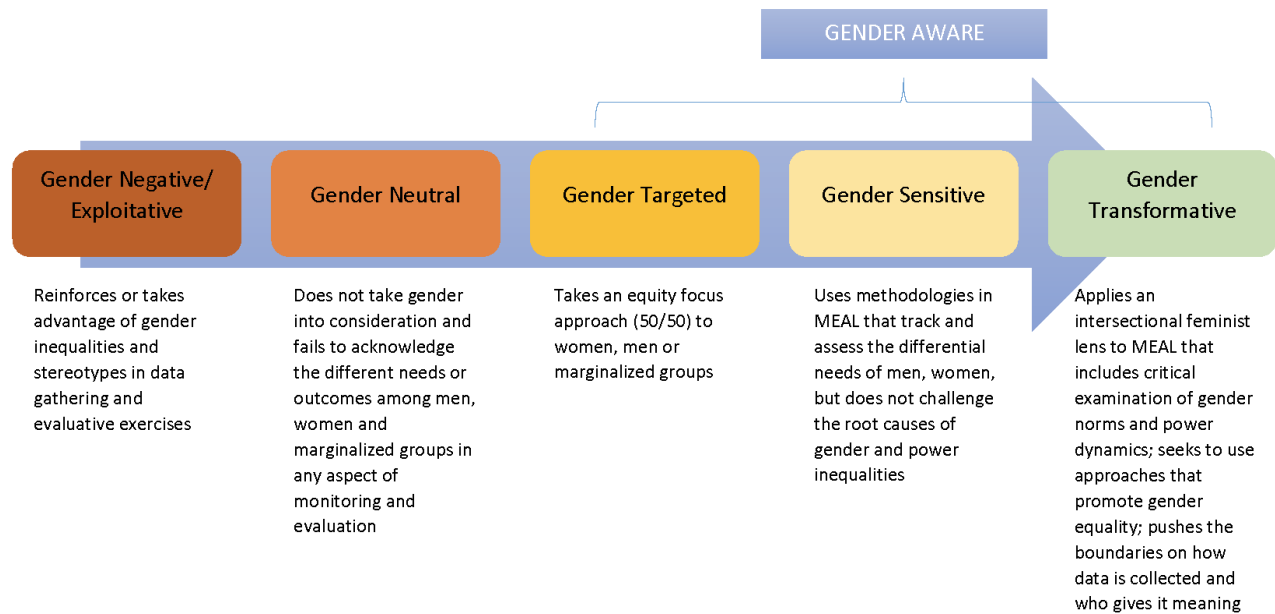 GENDER AWARE
Gender Negative/
Exploitative
Gender Neutral
Gender Targeted
Gender Sensitive
Gender
Transformative
Reinforces or takes
advantage of gender
inequalities and
stereotypes in data
gathering and
evaluative exercises
Does not take gender
into consideration and
fails to acknowledge
the different needs or
outcomes among men,
women and
marginalized groups in
any aspect of
monitoring and
evaluation
Takes an equity focus
approach (50/50) to
women, men or
marginalized groups
Uses methodologies in
MEAL that track and
assess the differential
needs of men, women,
but does not challenge
the root causes of
gender and power
inequalities
Applies an
intersectional feminist
lens to MEAL that
includes critical
examination of gender
norms and power
dynamics; seeks to use
approaches that
promote gender
equality; pushes the
boundaries on how
data is collected and
who gives it meaning